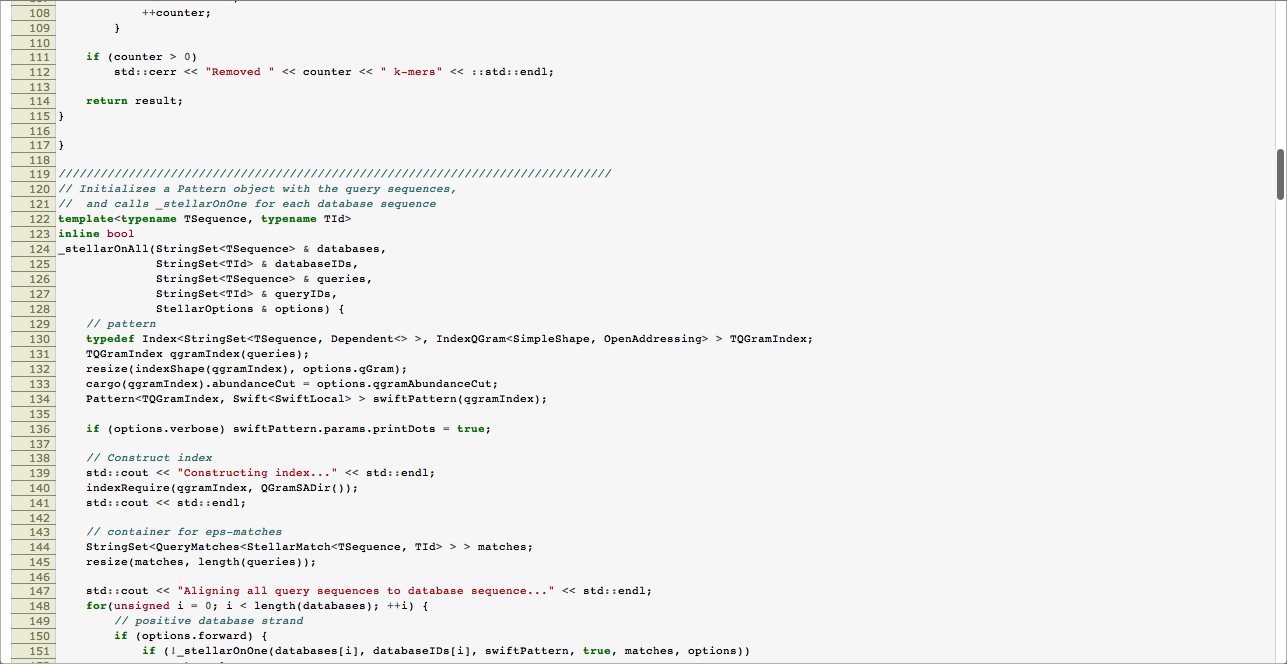 108             ++counter;
109         }
110
111     if (counter > 0)
112         std::cerr << "Removed " << counter << " k-mers" << ::std::endl;
113
114     return result;
115 }
116
117 }
118
119 ///////////////////////////////////////////////////////////////////////////////
120 // Initializes a Pattern object with the query sequences,
121 //  and calls _stellarOnOne for each database sequence
122 template<typename TSequence, typename TId>
123 inline bool
124 _stellarOnAll(StringSet<TSequence> & databases,
125               StringSet<TId> & databaseIDs,
126               StringSet<TSequence> & queries,
127               StringSet<TId> & queryIDs,
128               StellarOptions & options) {
129     // pattern
130     typedef Index<StringSet<TSequence, Dependent<> >, IndexQGram<SimpleShape, OpenAddressing> > TQGramIndex;
131     TQGramIndex qgramIndex(queries);
132     resize(indexShape(qgramIndex), options.qGram);
133     cargo(qgramIndex).abundanceCut = options.qgramAbundanceCut;
134     Pattern<TQGramIndex, Swift<SwiftLocal> > swiftPattern(qgramIndex);
135
136     if (options.verbose) swiftPattern.params.printDots = true;
137
138     // Construct index
139     std::cout << "Constructing index..." << std::endl;
140     indexRequire(qgramIndex, QGramSADir());
141     std::cout << std::endl;
142
143     // container for eps-matches
144     StringSet<QueryMatches<StellarMatch<TSequence, TId> > > matches;
145     resize(matches, length(queries));
146
147     std::cout << "Aligning all query sequences to database sequence..." << std::endl;
148     for(unsigned i = 0; i < length(databases); ++i) {
149         // positive database strand
150         if (options.forward) {
151             if (!_stellarOnOne(databases[i], databaseIDs[i], swiftPattern, true, matches, options))